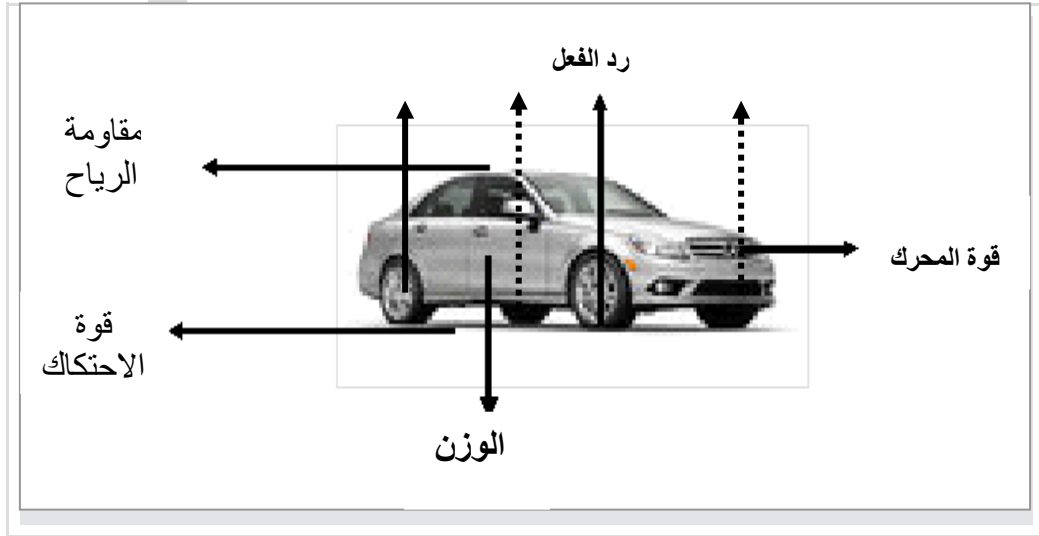 رد الفعل
مقاومة
الرياح
قوة المحرك
قوة
الاحتكاك
الوزن